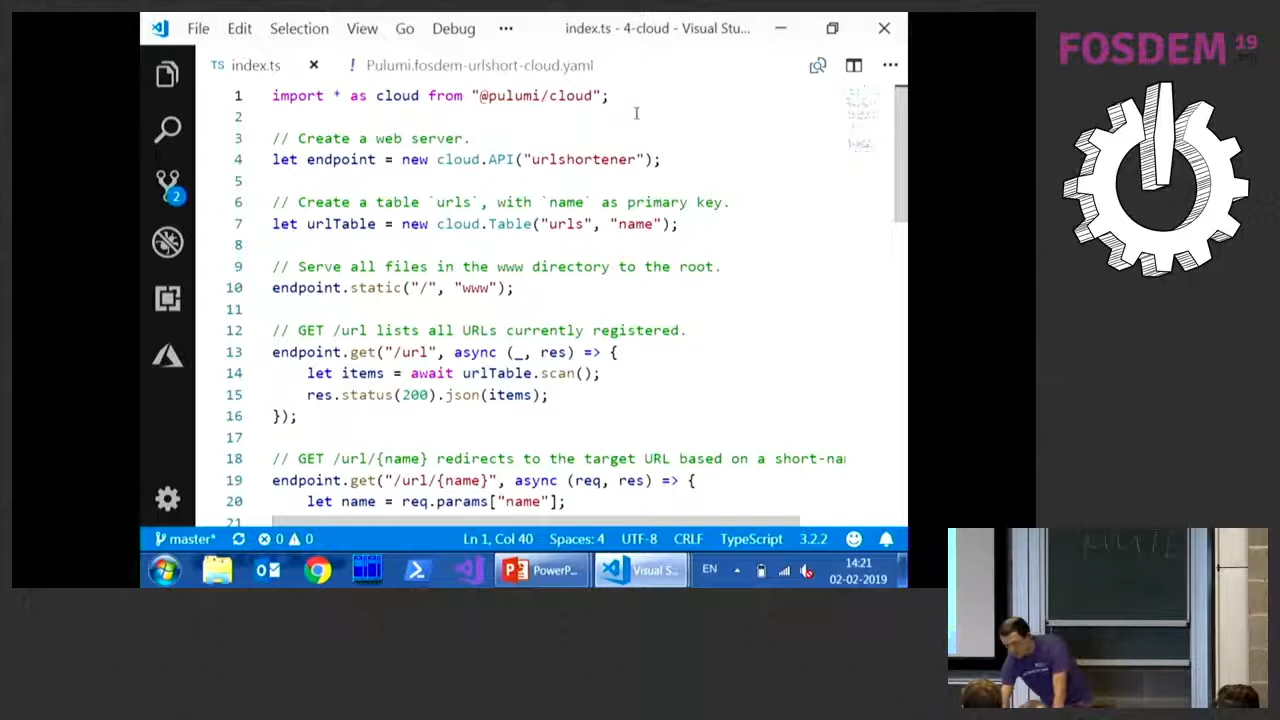 File Edit Selection View Go Debug ••• index.ts - 4-cloud - Visual Stu...
TS index.ts × ! Pulumi.fosdem-urlshort-cloud.yaml
1 import * as cloud from "@pulumi/cloud";
2
3 // Create a web server.
4 let endpoint = new cloud.API("urlshortener");
5
6 // Create a table `urls`, with `name` as primary key.
7 let urlTable = new cloud.Table("urls", "name");
8
9 // Serve all files in the www directory to the root.
10 endpoint.static("/", "www");
11
12 // GET /url lists all URLs currently registered.
13 endpoint.get("/url", async (_, res) => {
14 let items = await urlTable.scan();
15 res.status(200).json(items);
16 });
17
18 // GET /url/{name} redirects to the target URL based on a short-nam
19 endpoint.get("/url/{name}", async (req, res) => {
20 let name = req.params["name"];
21
2
master* 0 0 Ln 1, Col 40 Spaces: 4 UTF-8 CRLF TypeScript 3.2.2
PowerP... Visual S... EN 14:21
02-02-2019
FOSDEM 19
.org